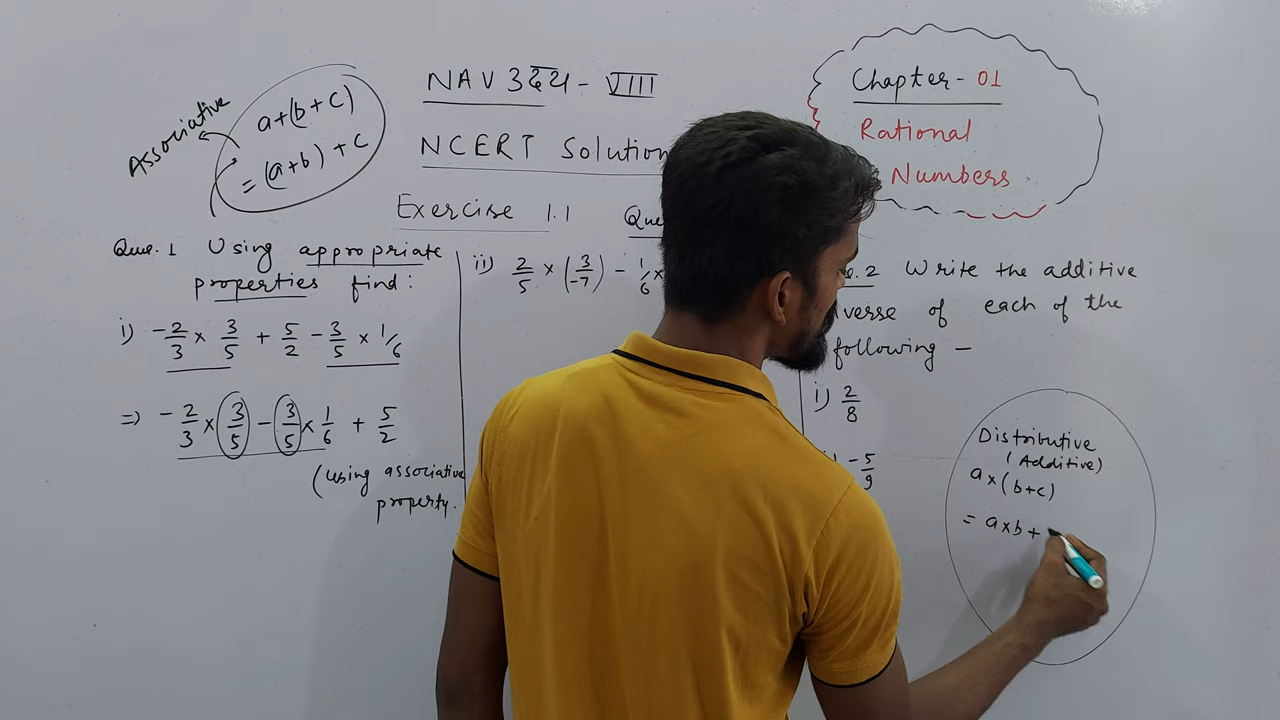 NAV - VIII
NCERT Solution
Exercise 1.1
Associative
a+(b+c)
= (a+b)+c
Chapter- 01
Rational
Numbers
Que. 1 Using appropriate
properties find:
i) -2/3 × 3/5 + 5/2 - 3/5 × 1/6
=) -2/3 × 3/5 - 3/5 × 1/6 + 5/2
(using associative
property.
ii) 2/5 × (3/-7) - 1/6 ×
2 Write the additive
verse of each of the
following -
i) 2/8
-5/9
Distributive
(Additive)
a×(b+c)
= a×b+